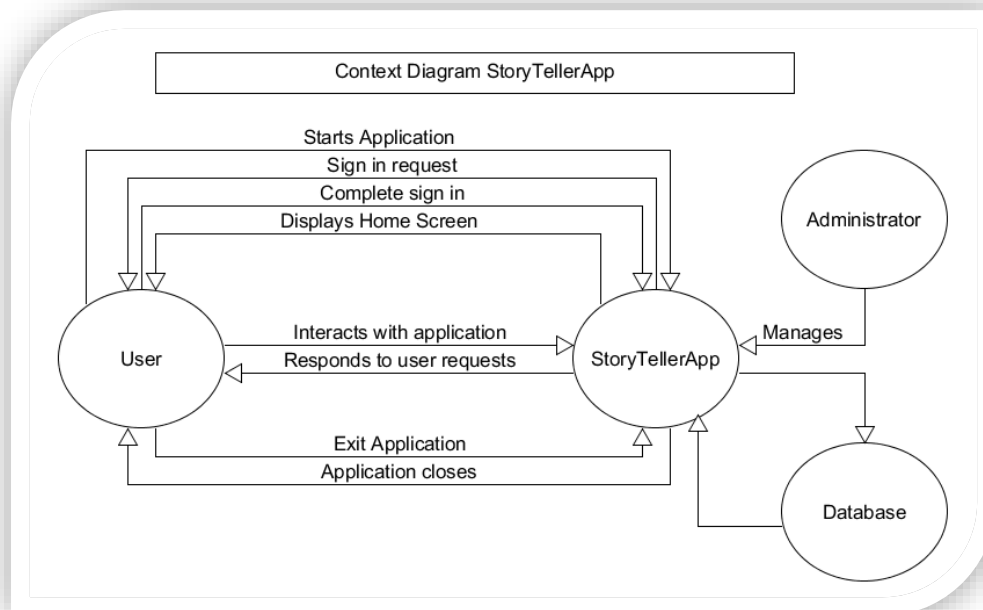 Context Diagram StoryTellerApp
Starts Application
Sign in request
Complete sign in
Displays Home Screen
Administrator
Interacts with application
Manages
User
Responds to user requests
StoryTellerApp
Exit Application
Application closes
Database